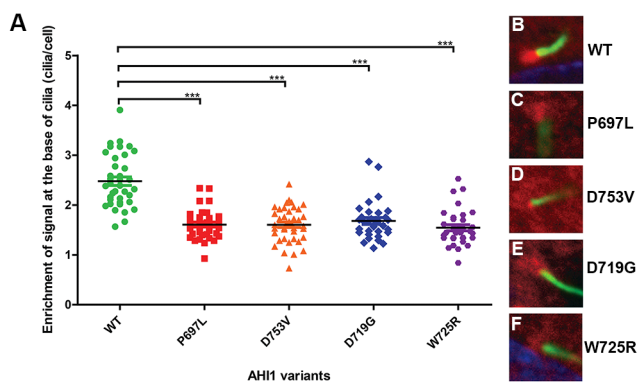 A
Enrichment of signal at the base of cilia (cilia/cell)
5
4
3
2
1
0
***
***
***
***
WT
P697L
D753V
D719G
W725R
AHI1 variants
B
WT
C
P697L
D
D753V
E
D719G
F
W725R